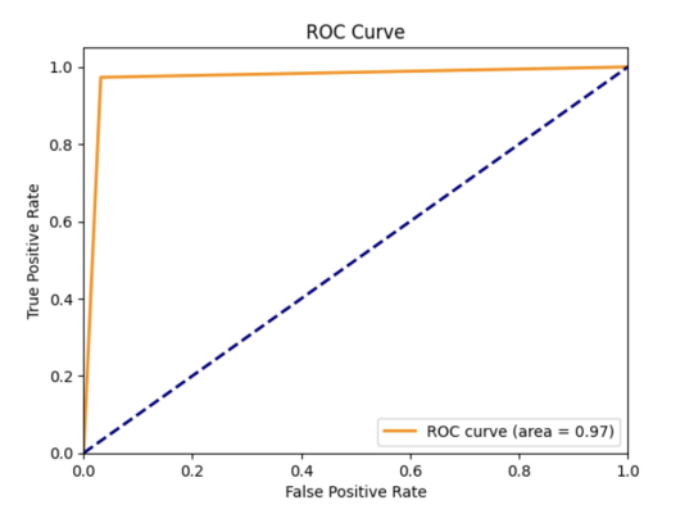 ROC Curve
1.0
0.8
0.6
0.4
0.2
0.0
True Positive Rate
ROC curve (area = 0.97)
0.0 0.2 0.4 0.6 0.8 1.0
False Positive Rate